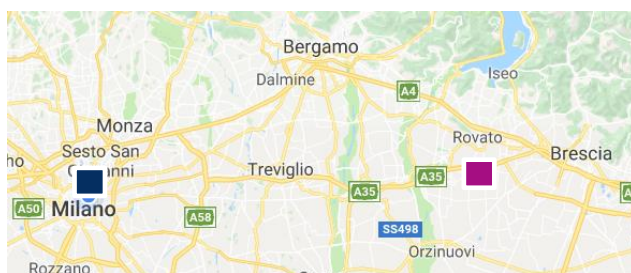 Bergamo
Dalmine
Iseo
A4
Monza
Rovato
Sesto San
Brescia
Treviglio
A35
A35
A50
Milano
A58
SS498
Orzinuovi
Rozzano